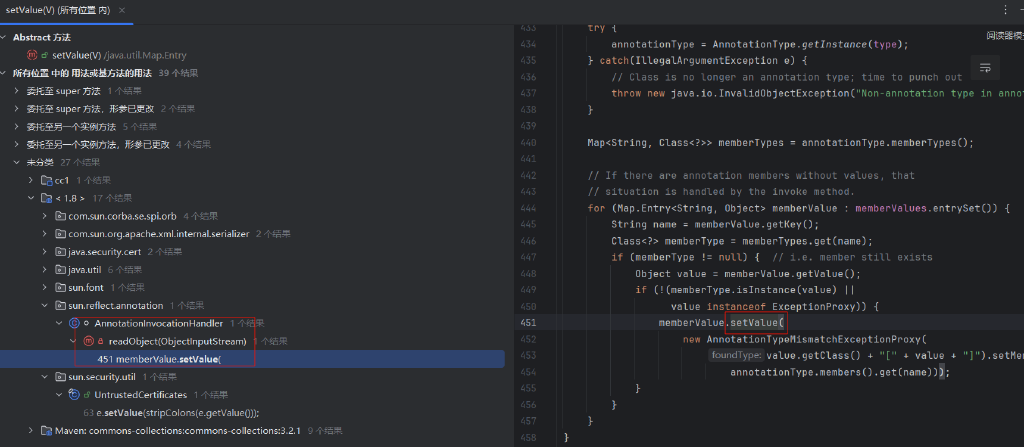 setValue(V) (所有位置 内) ×
Abstract 方法
setValue(V) /java.util.Map.Entry
所有位置 中的 用法或基方法的用法 39 个结果
委托至 super 方法 1 个结果
委托至 super 方法，形参已更改 2 个结果
委托至另一个实例方法 5 个结果
委托至另一个实例方法，形参已更改 4 个结果
未分类 27 个结果
cc1 1 个结果
< 1.8 > 17 个结果
com.sun.corba.se.spi.orb 4 个结果
com.sun.org.apache.xml.internal.serializer 2 个结果
java.security.cert 2 个结果
java.util 6 个结果
sun.font 1 个结果
sun.reflect.annotation 1 个结果
AnnotationInvocationHandler 1 个结果
readObject(ObjectInputStream) 1 个结果
451 memberValue.setValue(
sun.security.util 1 个结果
UntrustedCertificates 1 个结果
63 e.setValue(stripColons(e.getValue()));
Maven: commons-collections:commons-collections:3.2.1 9 个结果
阅读器模式
433 try {
434 annotationType = AnnotationType.getInstance(type);
435 } catch(IllegalArgumentException e) {
436 // Class is no longer an annotation type; time to punch out
437 throw new java.io.InvalidObjectException("Non-annotation type in annot
438 }
439
440 Map<String, Class<?>> memberTypes = annotationType.memberTypes();
441
442 // If there are annotation members without values, that
443 // situation is handled by the invoke method.
444 for (Map.Entry<String, Object> memberValue : memberValues.entrySet()) {
445 String name = memberValue.getKey();
446 Class<?> memberType = memberTypes.get(name);
447 if (memberType != null) { // i.e. member still exists
448 Object value = memberValue.getValue();
449 if (!(memberType.isInstance(value) ||
450 value instanceof ExceptionProxy)) {
451 memberValue.setValue(
452 new AnnotationTypeMismatchExceptionProxy(
453 foundType: value.getClass() + "[" + value + "]").setMem
454 annotationType.members().get(name)));
455 }
456 }
457 }
458 }